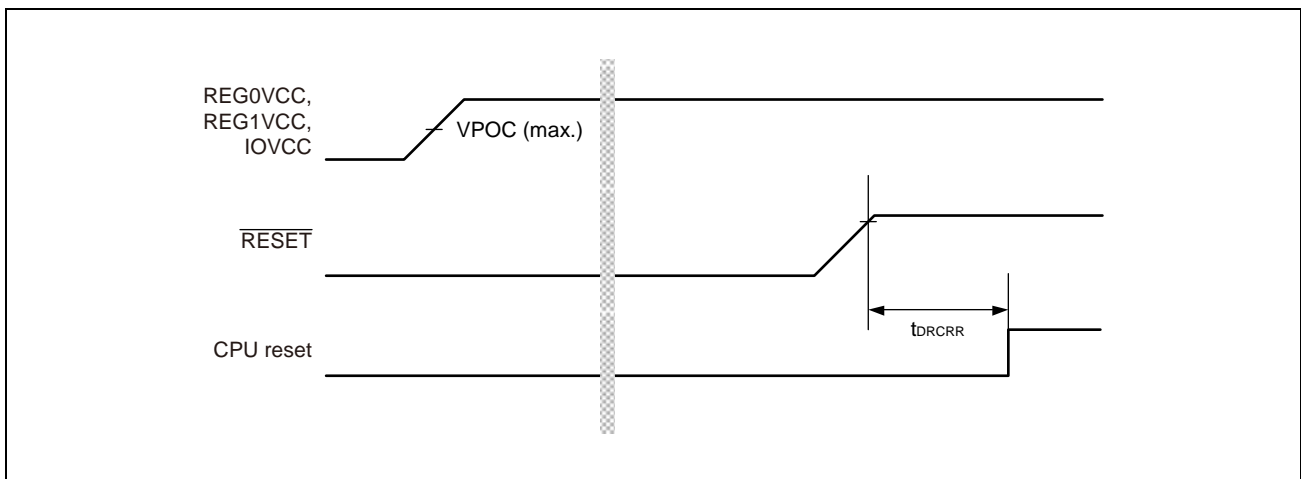 REG0VCC,
REG1VCC,
IOVCC
VPOC (max.)
RESET
tDRCRR
CPU reset